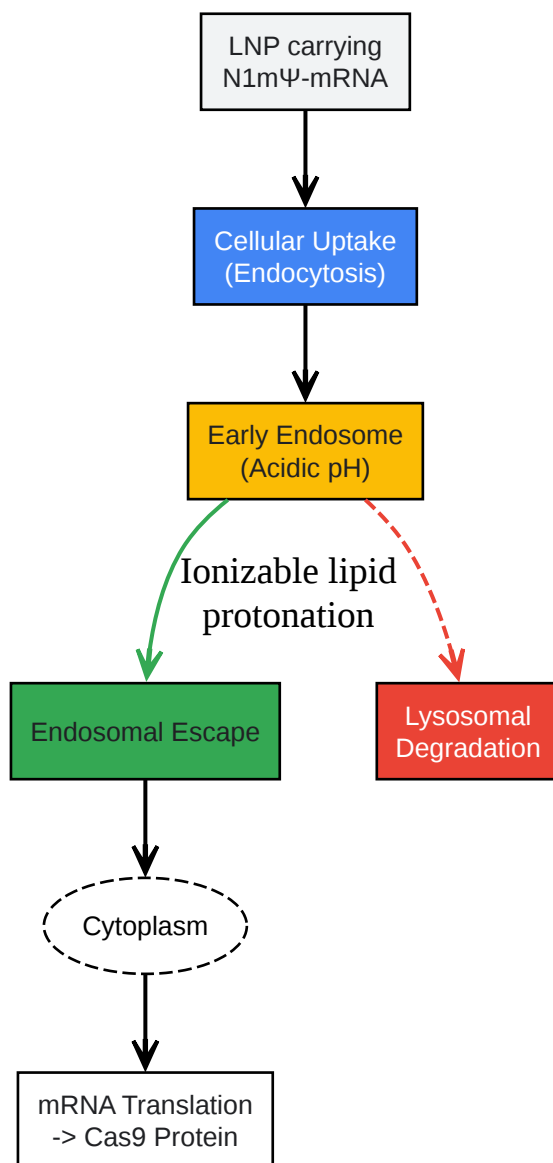 LNP carrying
N1mΨ-mRNA
Cellular Uptake
(Endocytosis)
Early Endosome
(Acidic pH)
Ionizable lipid
protonation
Endosomal Escape
Lysosomal
Degradation
Cytoplasm
mRNA Translation
-> Cas9 Protein